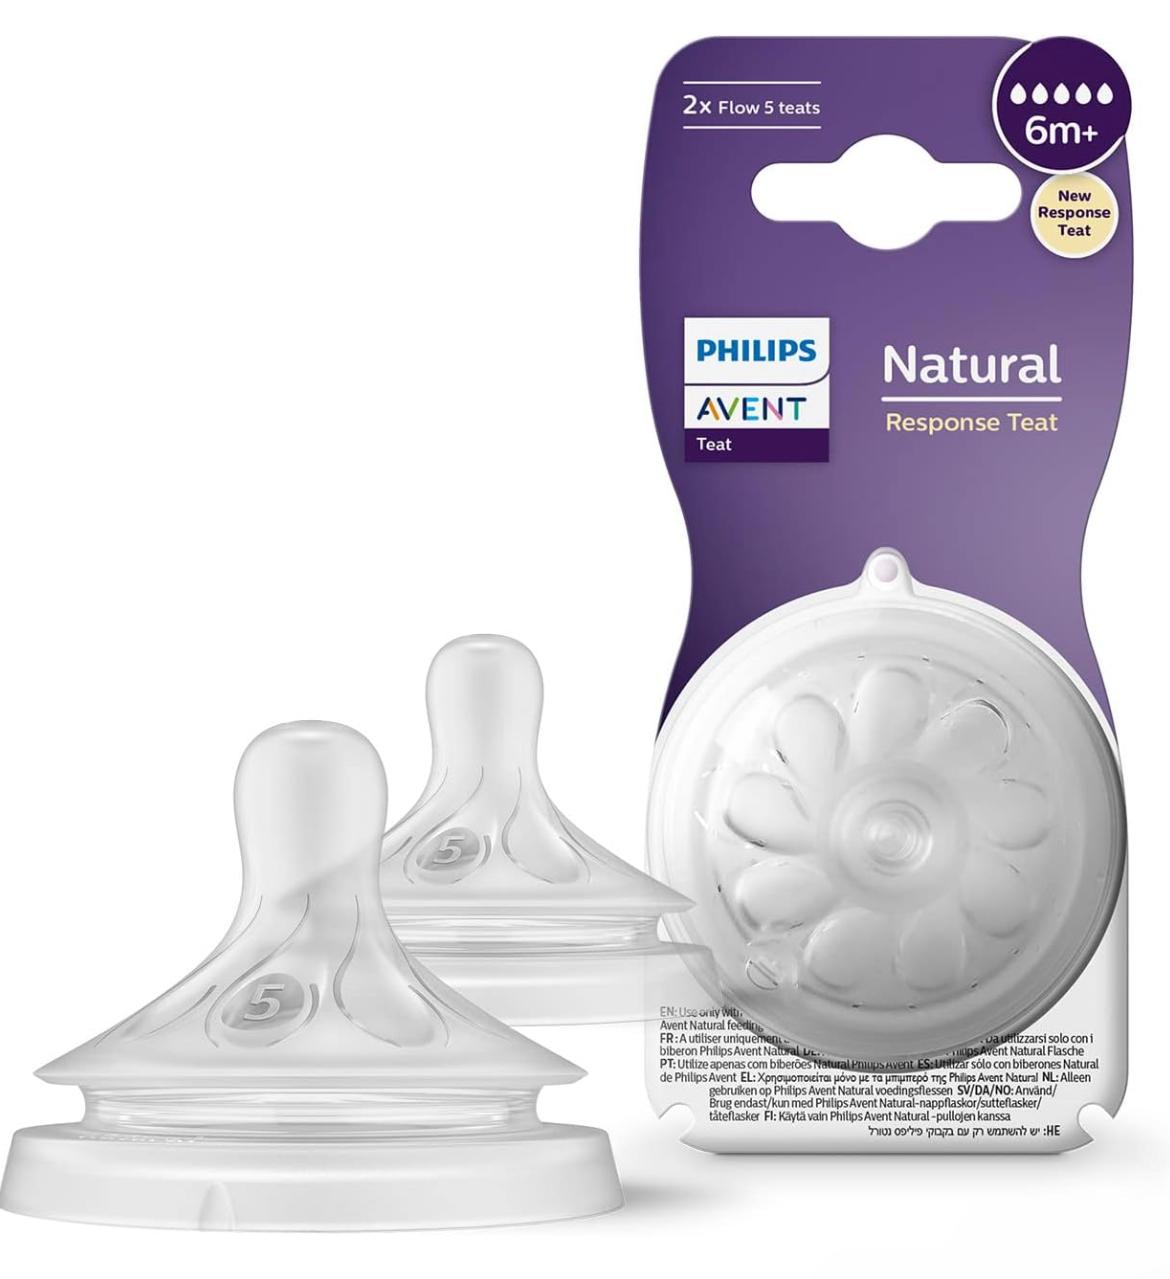 2x Flow 5 teats
6m+
New
Response
Teat
PHILIPS
AVENT
Teat
Natural
Response Teat
5
5
EN: Use only with
Avent Natural feeding
FR: A utiliser uniquement Da utilizzarsi solo con i
biberon Philips Avent Natural DE: Philips Avent Natural Flasche
PT: Utilize apenas com biberões Natural Philips Avent ES: Utilizar sólo con biberones Natural
de Philips Avent EL: Χρησιμοποιείται μόνο με τα μπιμπερό της Philips Avent Natural NL: Alleen
gebruiken op Philips Avent Natural voedingsflessen SV/DA/NO: Använd/
Brug endast/kun med Philips Avent Natural-nappflaskor/sutteflasker/
tåteflasker FI: Käytä vain Philips Avent Natural -pullojen kanssa
HE: יש להשתמש רק עם בקבוקי פיליפס נטורל